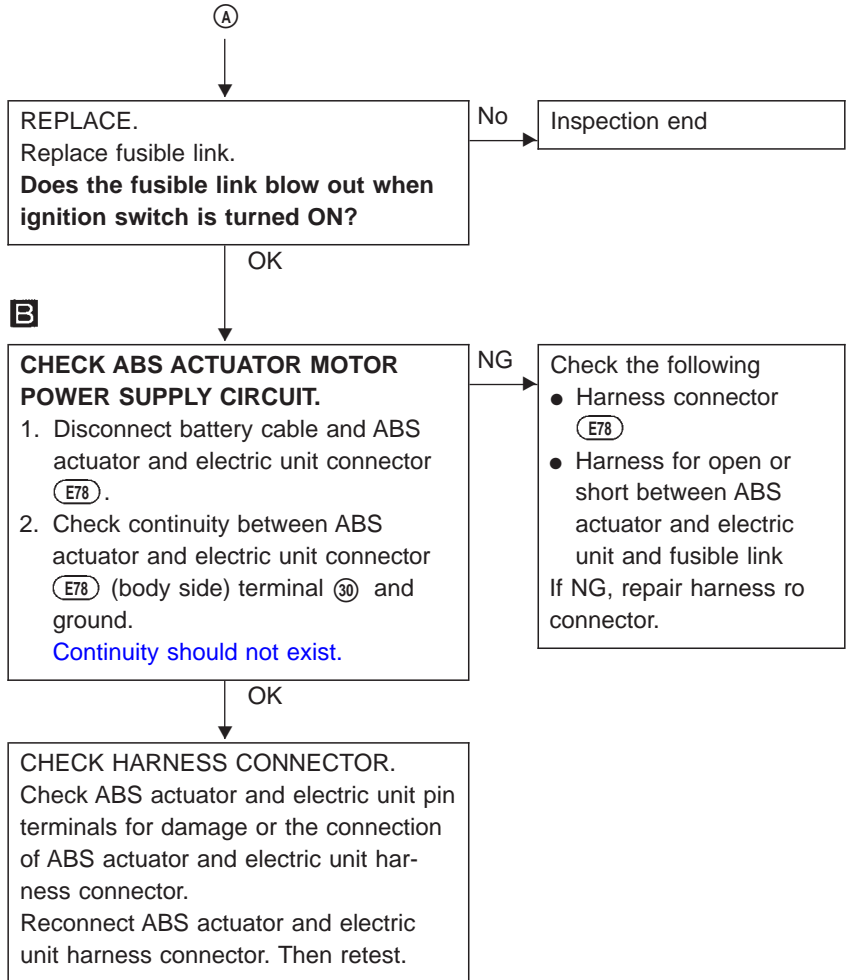 A
REPLACE.
Replace fusible link.
Does the fusible link blow out when
ignition switch is turned ON?
No
Inspection end
OK
B
CHECK ABS ACTUATOR MOTOR
POWER SUPPLY CIRCUIT.
1. Disconnect battery cable and ABS
actuator and electric unit connector
E78.
2. Check continuity between ABS
actuator and electric unit connector
E78 (body side) terminal 30 and
ground.
Continuity should not exist.
NG
Check the following
● Harness connector
E78
● Harness for open or
short between ABS
actuator and electric
unit and fusible link
If NG, repair harness ro
connector.
OK
CHECK HARNESS CONNECTOR.
Check ABS actuator and electric unit pin
terminals for damage or the connection
of ABS actuator and electric unit har-
ness connector.
Reconnect ABS actuator and electric
unit harness connector. Then retest.